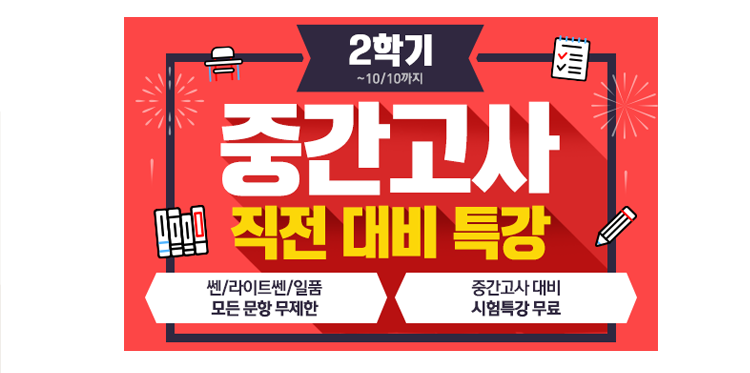 2학기
~10/10까지
중간고사
직전 대비 특강
쎈/라이트쎈/일품
모든 문항 무제한
중간고사 대비
시험특강 무료